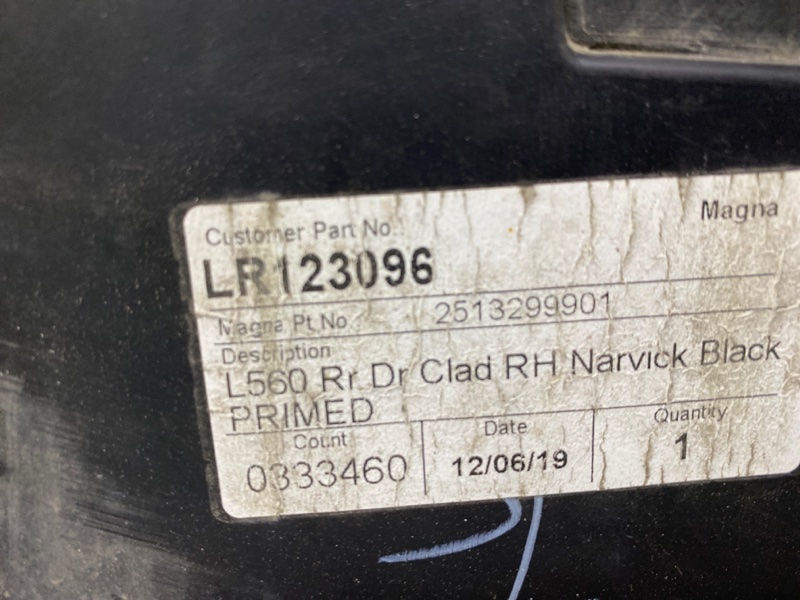 Magna
Customer Part No.
LR123096
Magna Pt No 2513299901
Description
L560 Rr Dr Clad RH Narvick Black
PRIMED
Count Date Quantity
0333460 12/06/19 1